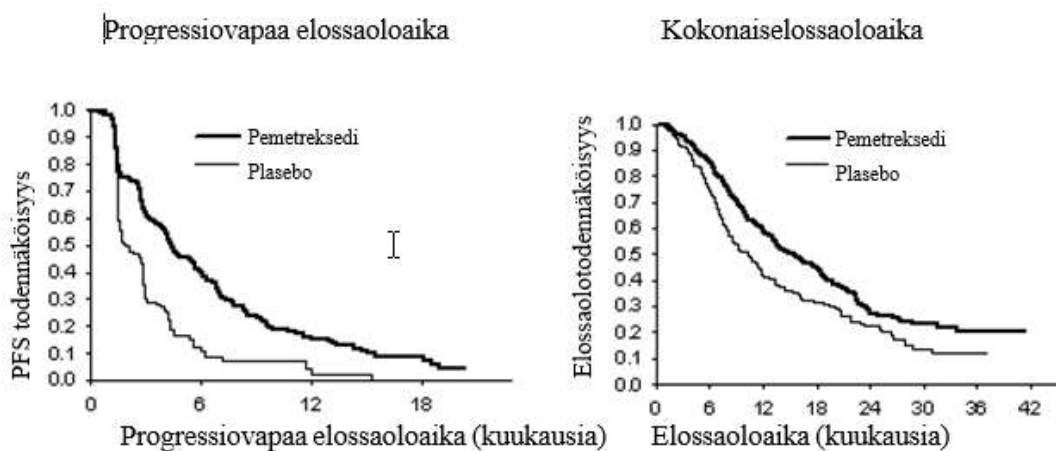 Progressiovapaa elossaoloaika
PFS todennäköisyys
1.0
0.9
0.8
0.7
0.6
0.5
0.4
0.3
0.2
0.1
0.0
Pemetreksedi
Plasebo
0 6 12 18
Progressiovapaa elossaoloaika (kuukausia)
Kokonaiselossaoloaika
Elossaolotodennäköisyys
1.0
0.9
0.8
0.7
0.6
0.5
0.4
0.3
0.2
0.1
0.0
Pemetreksedi
Plasebo
0 6 12 18 24 30 36 42
Elossaoloaika (kuukausia)